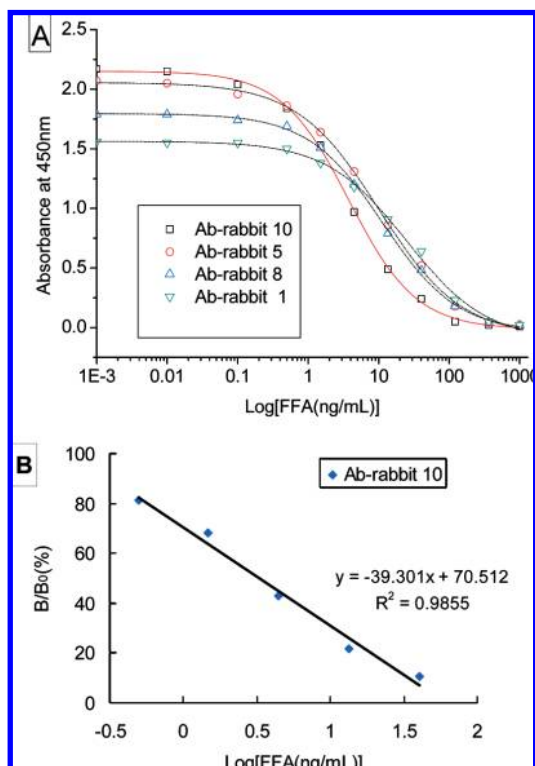 A
2.5
2.0
1.5
1.0
0.5
0.0
Absorbance at 450nm
Ab-rabbit 10
Ab-rabbit 5
Ab-rabbit 8
Ab-rabbit 1
1E-3 0.01 0.1 1 10 100 1000
Log[FFA(ng/mL)]
B
100
80
60
40
20
0
B/B0(%)
Ab-rabbit 10
y = -39.301x + 70.512
R² = 0.9855
-0.5 0 0.5 1 1.5 2
Log[FFA(ng/mL)]